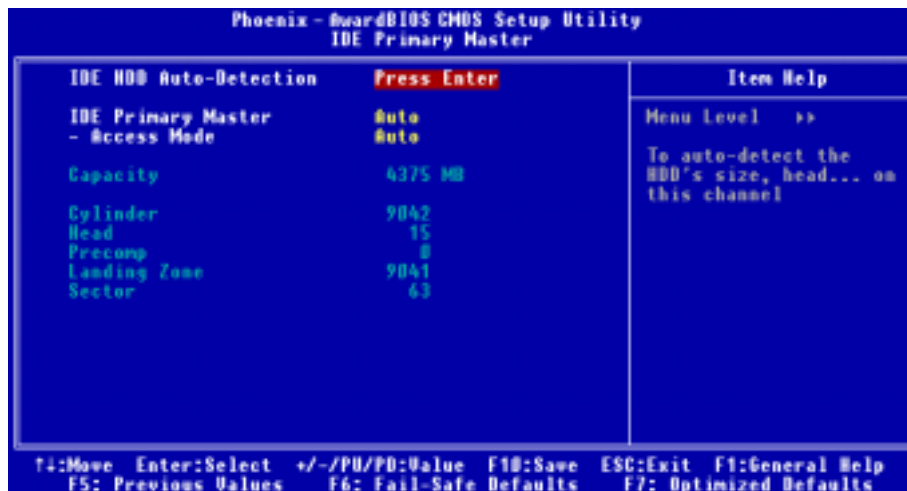 Phoenix - AwardBIOS CMOS Setup Utility
IDE Primary Master
IDE HDD Auto-Detection Press Enter
IDE Primary Master Auto
- Access Mode Auto
Capacity 4375 MB
Cylinder 9042
Head 15
Precomp 0
Landing Zone 9041
Sector 63
Item Help
Menu Level ▸▸
To auto-detect the
HDD's size, head... on
this channel
↑↓:Move Enter:Select +/-/PU/PD:Value F10:Save ESC:Exit F1:General Help
F5: Previous Values F6: Fail-Safe Defaults F7: Optimized Defaults